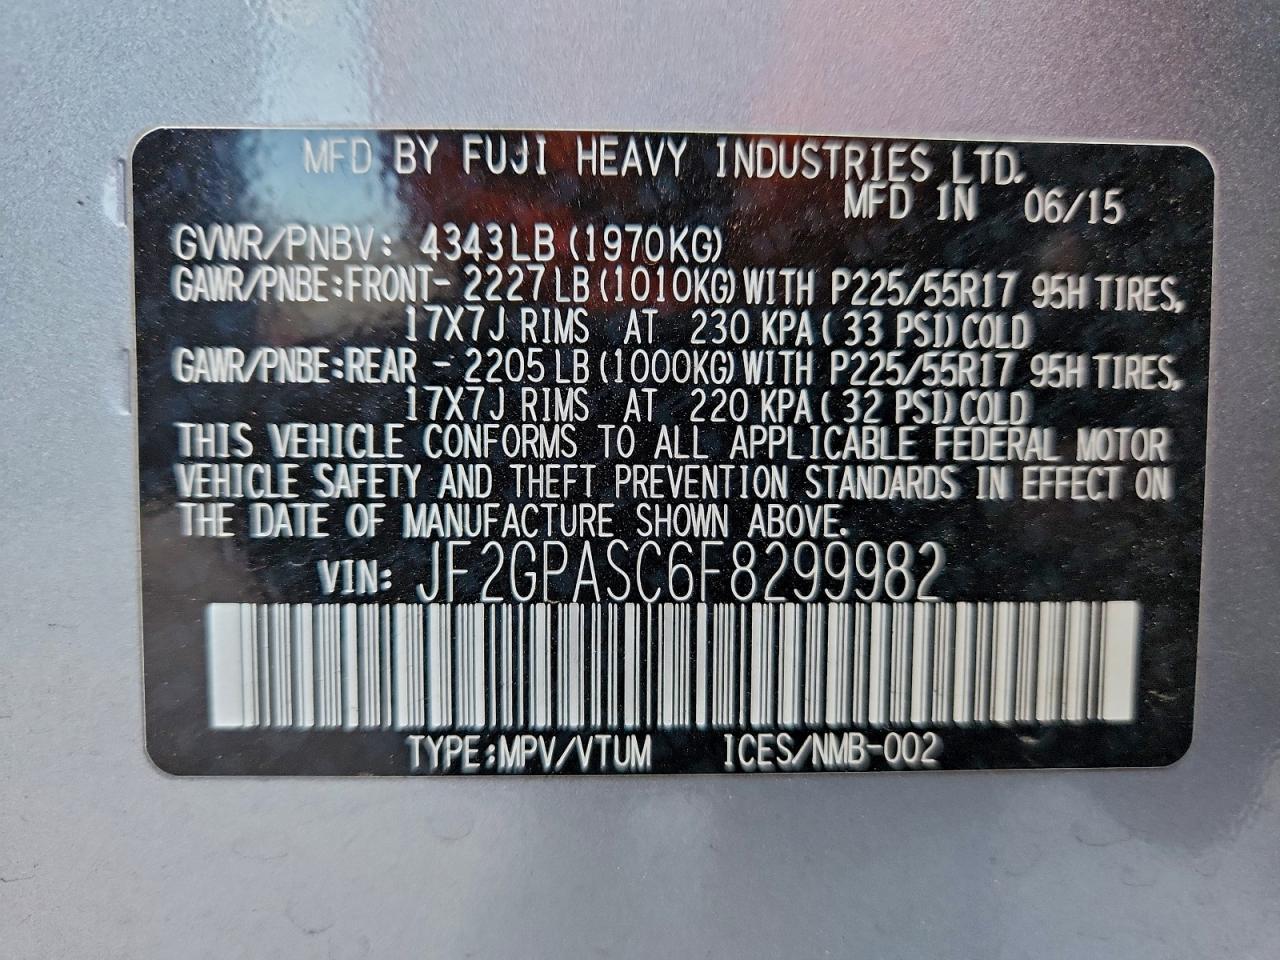 MFD BY FUJI HEAVY INDUSTRIES LTD.
MFD IN 06/15
GVWR/PNBV: 4343LB (1970KG)
GAWR/PNBE:FRONT- 2227LB (1010KG) WITH P225/55R17 95H TIRES,
17X7J RIMS AT 230 KPA (33 PSI) COLD
GAWR/PNBE:REAR - 2205LB (1000KG) WITH P225/55R17 95H TIRES,
17X7J RIMS AT 220 KPA (32 PSI) COLD
THIS VEHICLE CONFORMS TO ALL APPLICABLE FEDERAL MOTOR
VEHICLE SAFETY AND THEFT PREVENTION STANDARDS IN EFFECT ON
THE DATE OF MANUFACTURE SHOWN ABOVE.
VIN: JF2GPASC6F8299982
TYPE:MPV/VTUM ICES/NMB-002